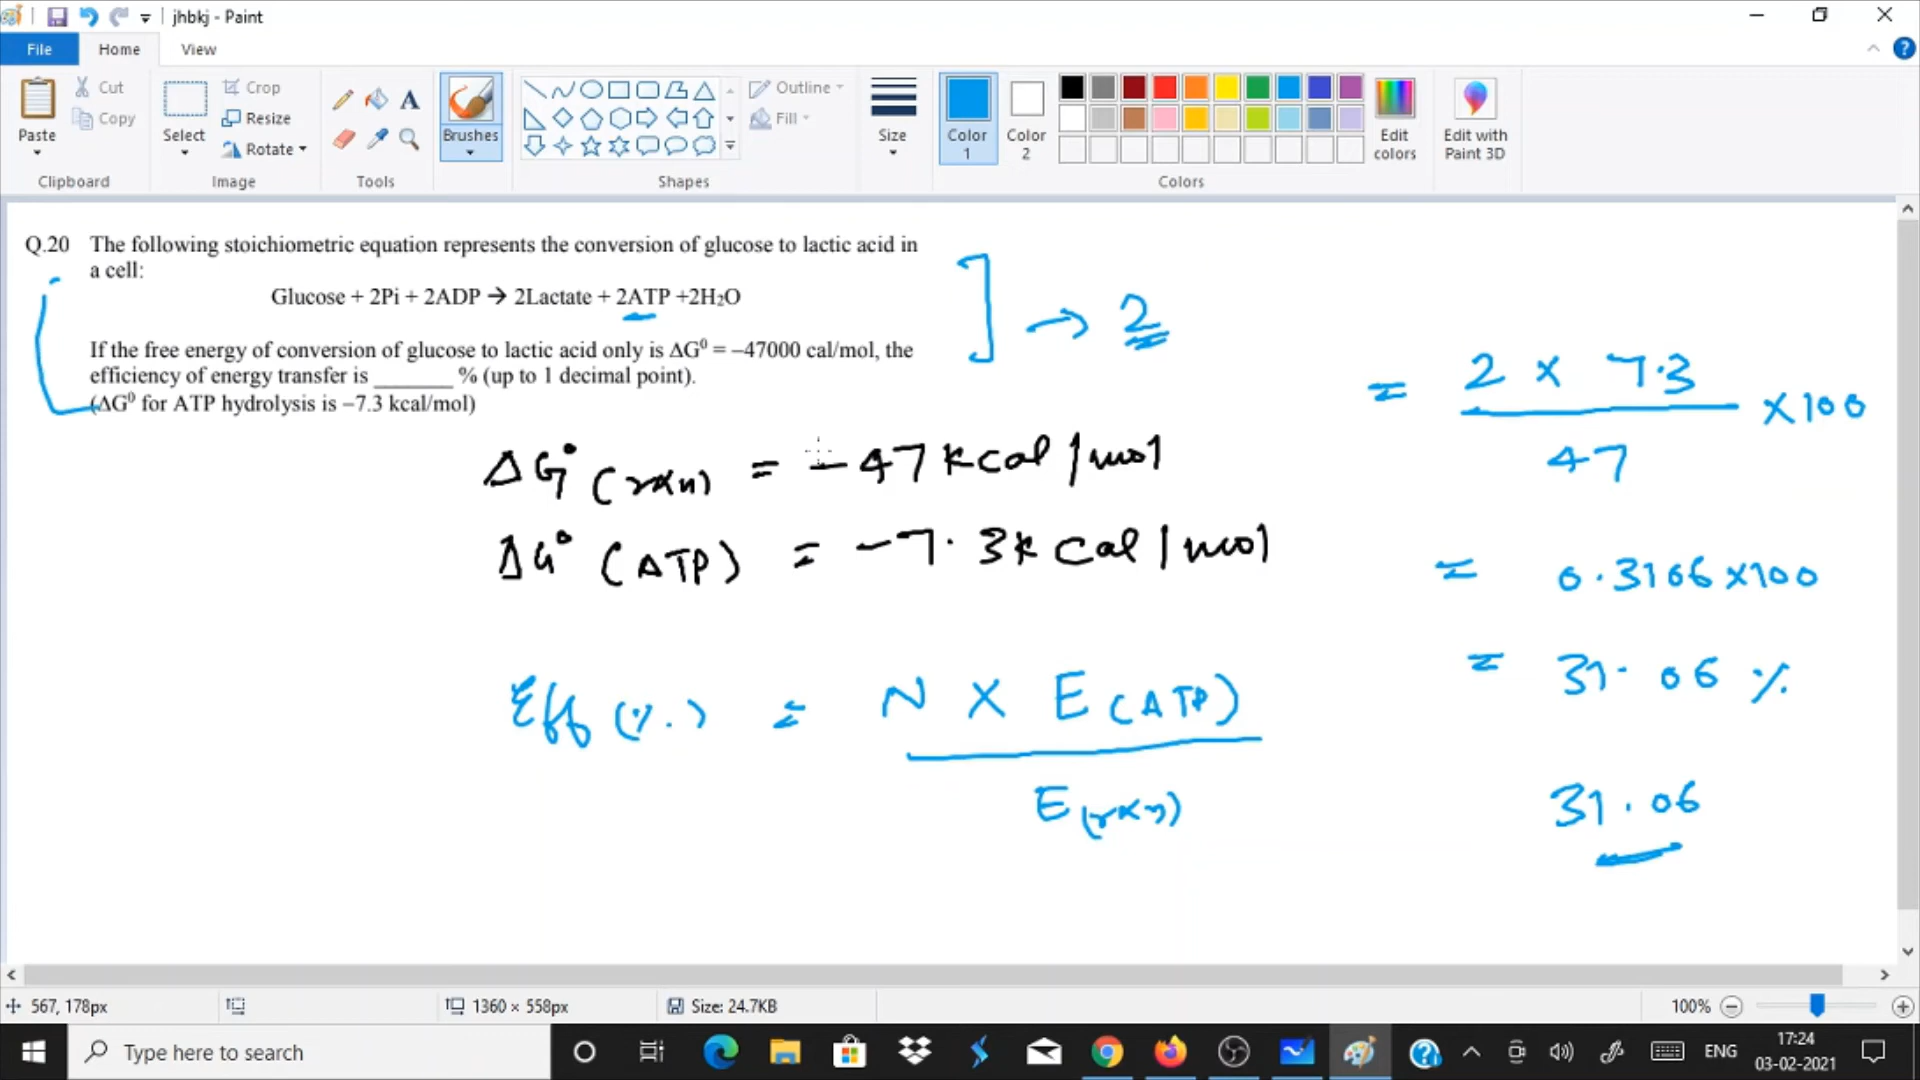 jhbkj - Paint
File Home View
Paste
Cut
Copy
Clipboard
Select
Crop
Resize
Rotate
Image
Tools
Brushes
Shapes
Outline
Fill
Size
Color 1
Color 2
Edit colors
Edit with Paint 3D
Colors
Q.20 The following stoichiometric equation represents the conversion of glucose to lactic acid in
a cell:
Glucose + 2Pi + 2ADP → 2Lactate + 2ATP +2H₂O
If the free energy of conversion of glucose to lactic acid only is ΔG⁰ = –47000 cal/mol, the
efficiency of energy transfer is _______ % (up to 1 decimal point).
(ΔG⁰ for ATP hydrolysis is –7.3 kcal/mol)
] → 2
ΔG° (rxn) = -47 kcal/mol
ΔG° (ATP) = -7.3k Cal/mol
Eff (%) = N X E(ATP)
E(rxn)
= 2 x 7.3 x 100
47
= 0.3106 x 100
= 31.06 %
31.06
567, 178px
1360 × 558px
Size: 24.7KB
100%
Type here to search
ENG
17:24
03-02-2021